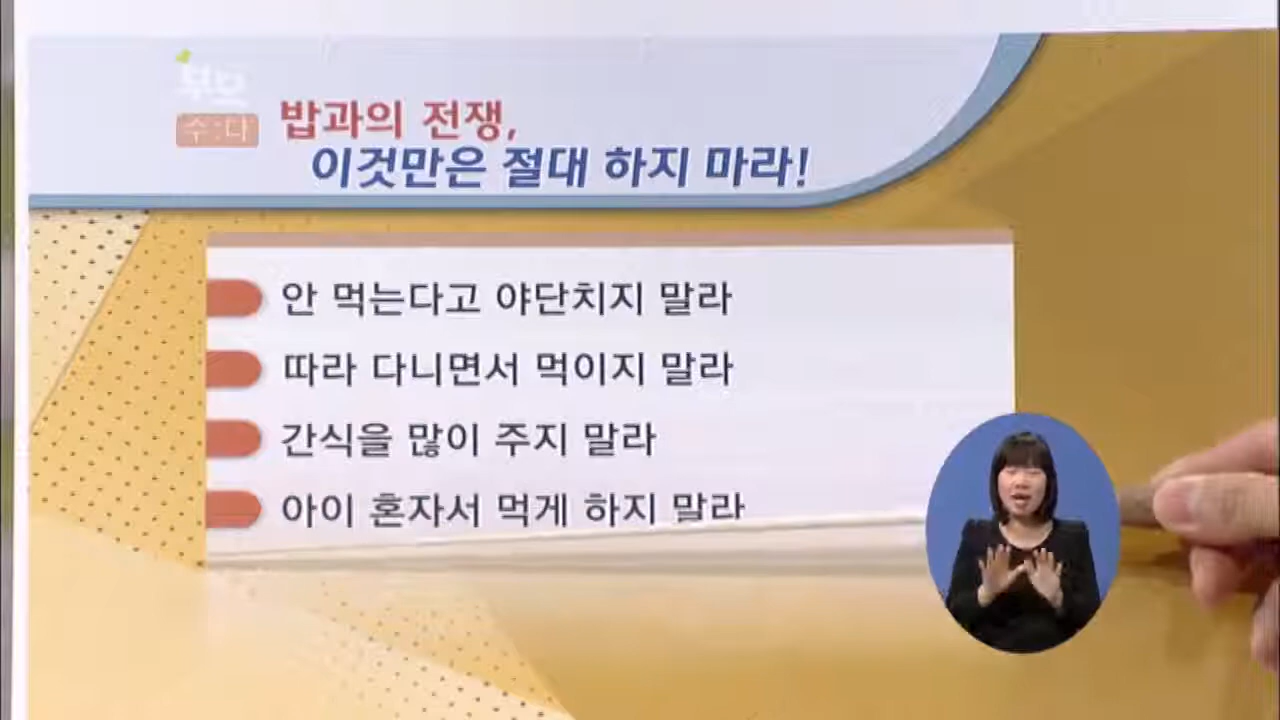 부모
수:다
밥과의 전쟁,
이것만은 절대 하지 마라!
안 먹는다고 야단치지 말라
따라 다니면서 먹이지 말라
간식을 많이 주지 말라
아이 혼자서 먹게 하지 말라